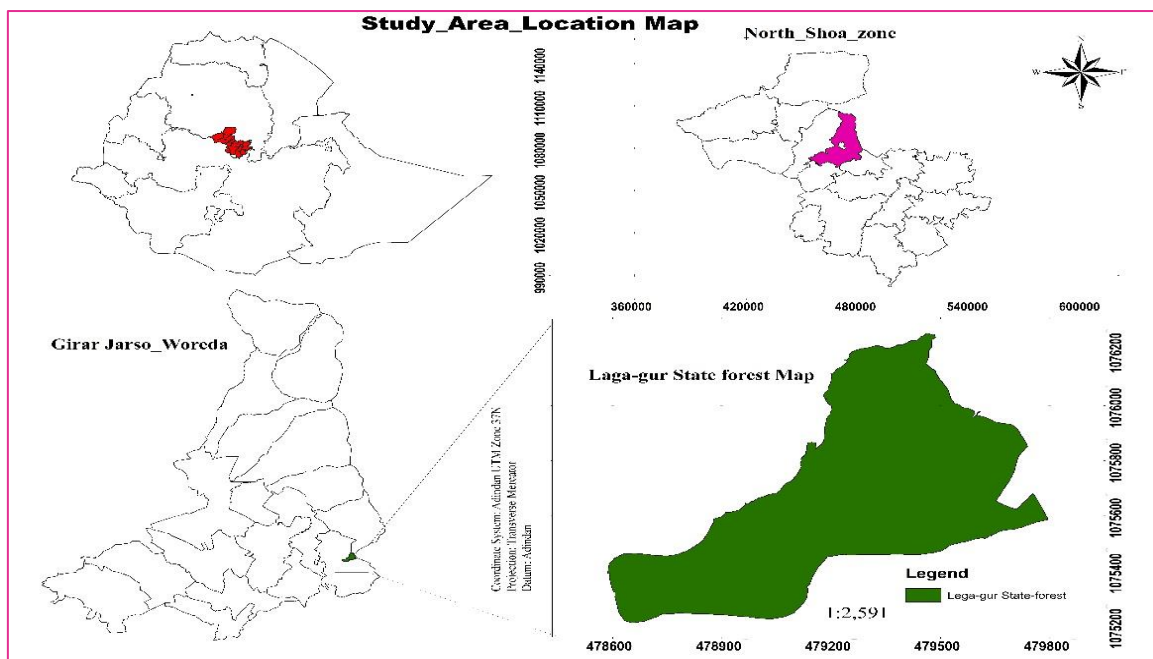 Study_Area_Location Map
North_Shoa_zone
W
1140000
1110000
1080000
1050000
1020000
990000
360000 420000 480000 540000 600000
Girar Jarso_Woreda
Coordinate System: Adindan UTM Zone 37N
Projection: Transverse Mercator
Datum: Adindan
Laga-gur State forest Map
1076200
1076000
1075800
1075600
1075400
1075200
Legend
Lega-gur State-forest
1:2,591
478600 478900 479200 479500 479800